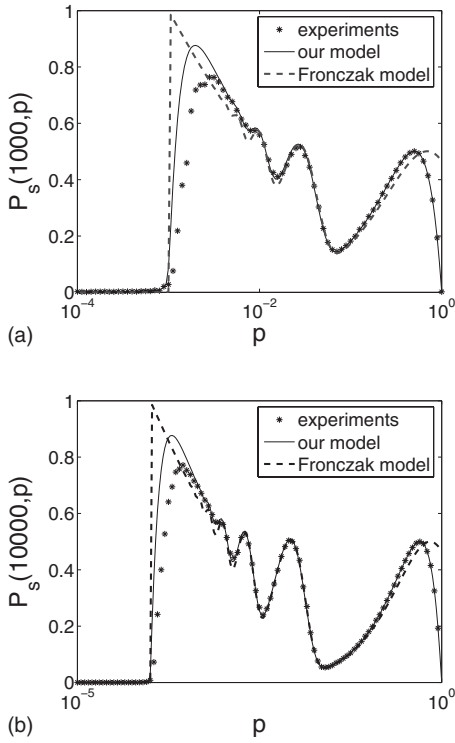 experiments
our model
Fronczak model
P_s(1000,p)
1
0.8
0.6
0.4
0.2
0
10^-4
10^-2
10^0
p
(a)
experiments
our model
Fronczak model
P_s(10000,p)
1
0.8
0.6
0.4
0.2
0
10^-5
10^0
p
(b)